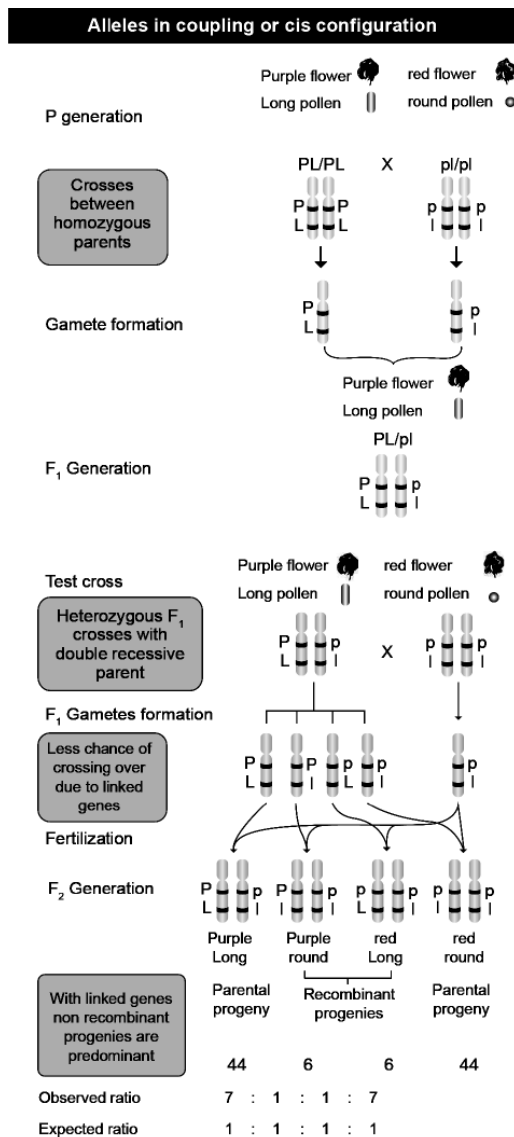 Alleles in coupling or cis configuration
Purple flower red flower
Long pollen round pollen
P generation
PL/PL X pl/pl
Crosses
between
homozygous
parents
P P p p
L L l l
Gamete formation
P p
L l
Purple flower
Long pollen
PL/pl
F₁ Generation
P p
L l
Purple flower red flower
Test cross
Long pollen round pollen
Heterozygous F₁
crosses with
double recessive
parent
P p X p p
L l l l
F₁ Gametes formation
Less chance of
crossing over
due to linked
genes
P P p p p
L l L l l
Fertilization
F₂ Generation
P p P p p p p p
L l l l L l l l
Purple Purple red red
Long round Long round
With linked genes
non recombinant
progenies are
predominant
Parental Recombinant Parental
progeny progenies progeny
44 6 6 44
Observed ratio 7 : 1 : 1 : 7
Expected ratio 1 : 1 : 1 : 1